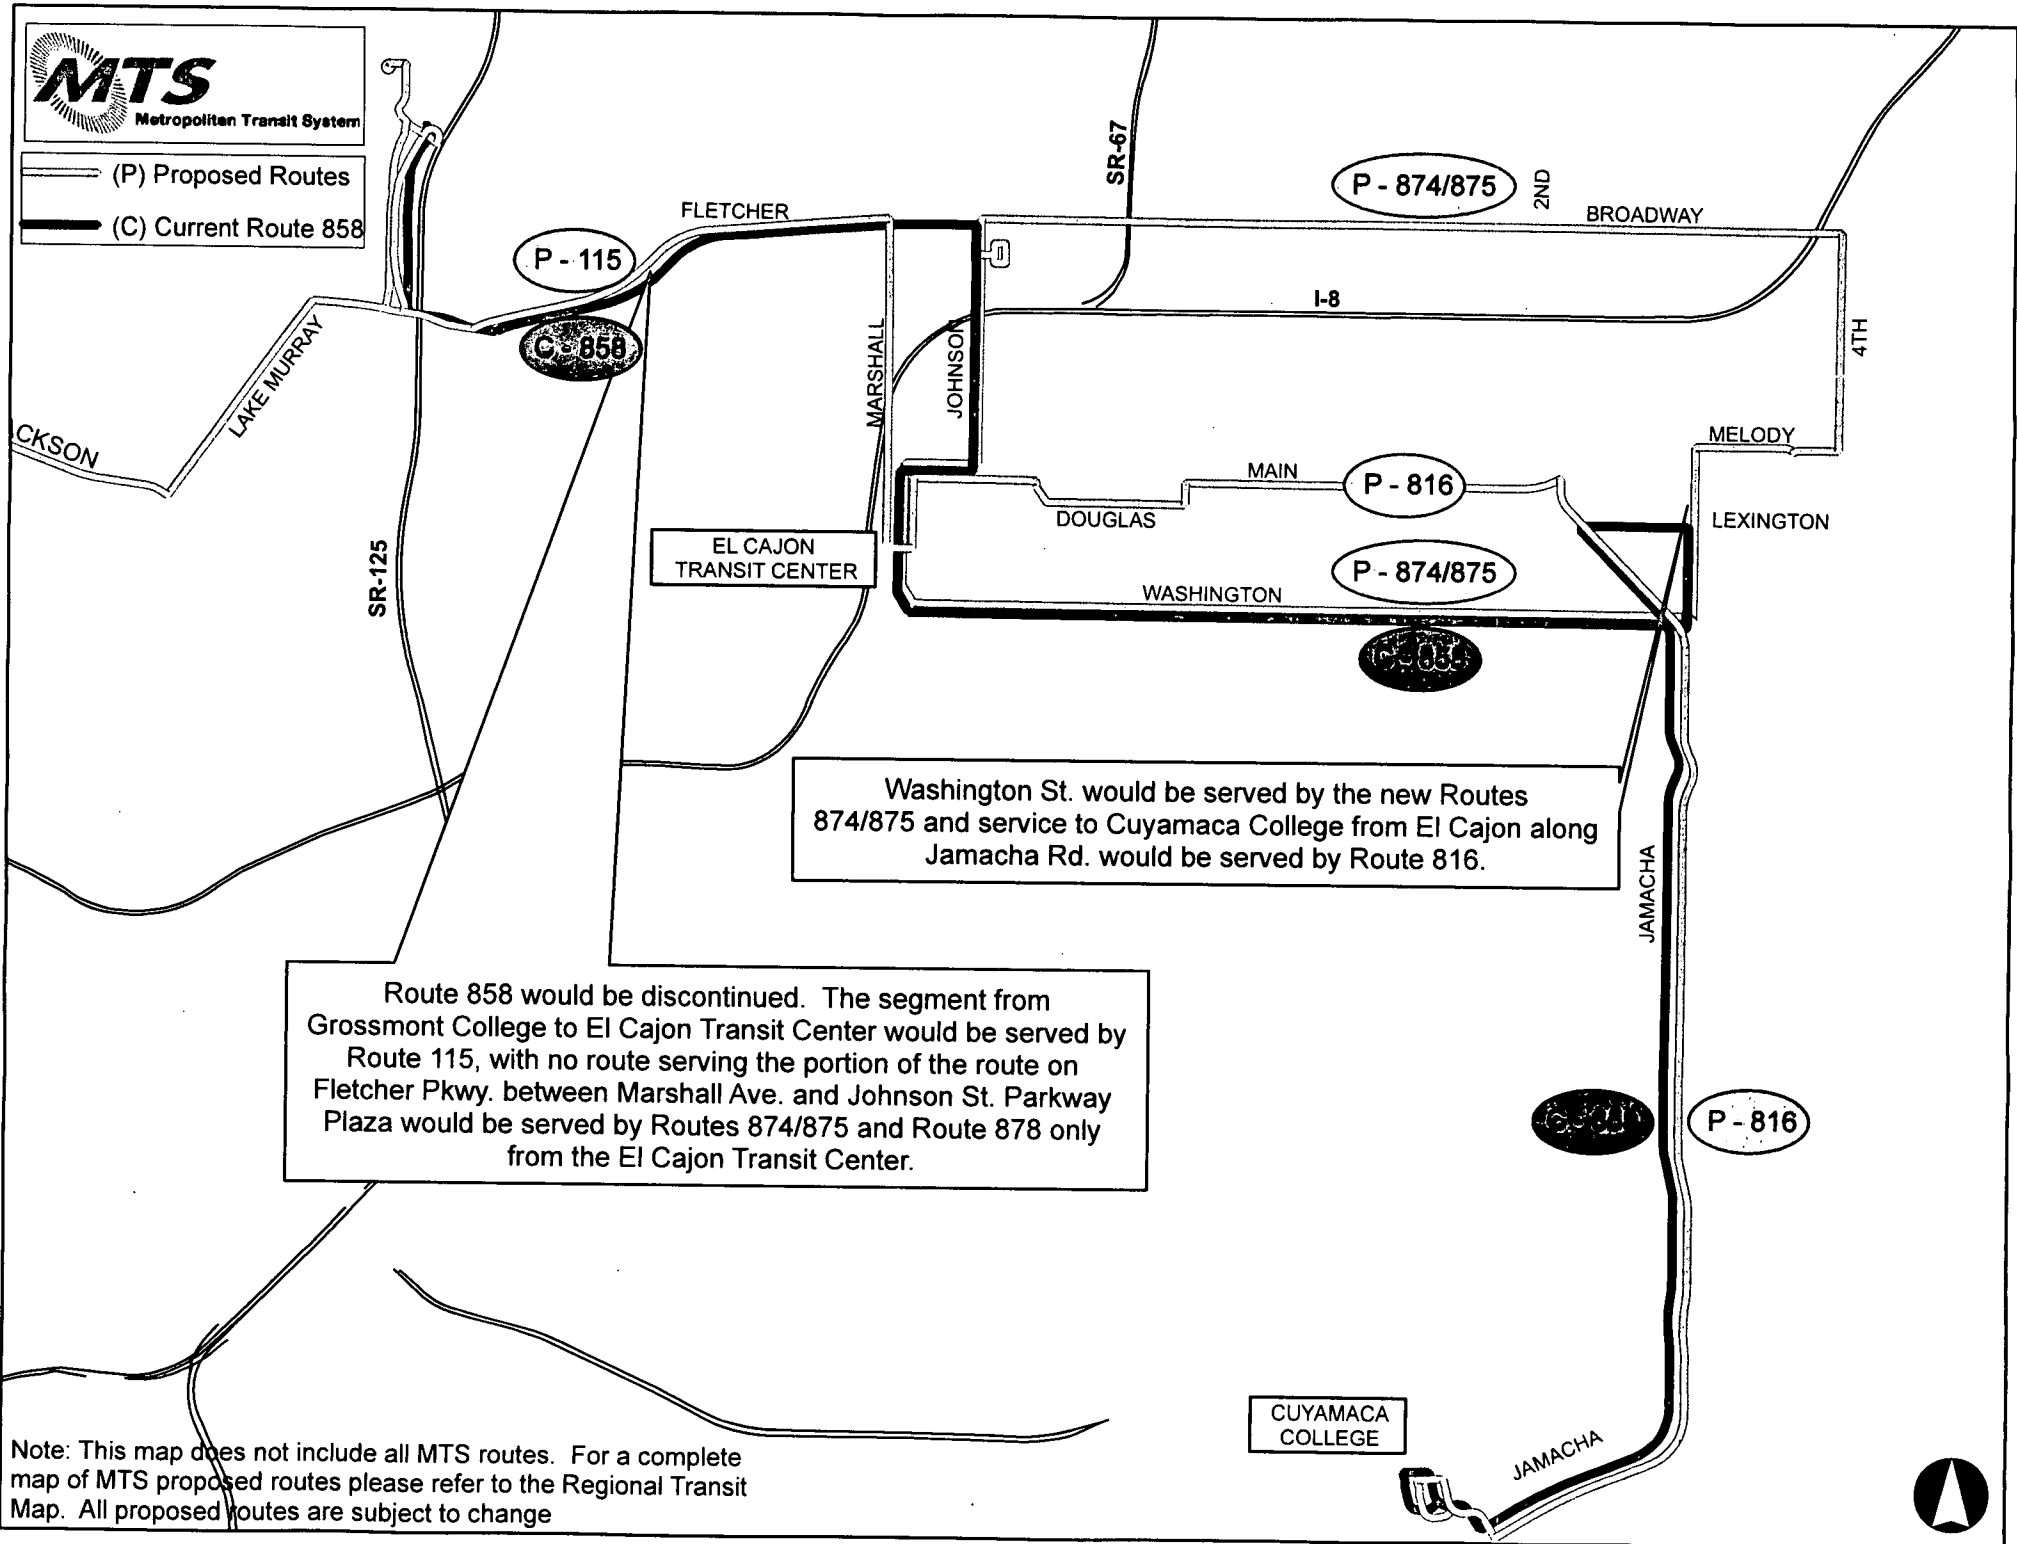 MTS
Metropolitan Transit System
(P) Proposed Routes
(C) Current Route 858
FLETCHER
SR-67
P - 874/875
2ND
BROADWAY
P - 115
C - 858
I-8
4TH
LAKE MURRAY
MARSHALL
JOHNSON
CKSON
MELODY
MAIN
P - 816
DOUGLAS
LEXINGTON
SR-125
EL CAJON
TRANSIT CENTER
P - 874/875
WASHINGTON
Washington St. would be served by the new Routes
874/875 and service to Cuyamaca College from El Cajon along
Jamacha Rd. would be served by Route 816.
JAMACHA
Route 858 would be discontinued. The segment from
Grossmont College to El Cajon Transit Center would be served by
Route 115, with no route serving the portion of the route on
Fletcher Pkwy. between Marshall Ave. and Johnson St. Parkway
Plaza would be served by Routes 874/875 and Route 878 only
from the El Cajon Transit Center.
P - 816
CUYAMACA
COLLEGE
JAMACHA
Note: This map does not include all MTS routes. For a complete
map of MTS proposed routes please refer to the Regional Transit
Map. All proposed routes are subject to change